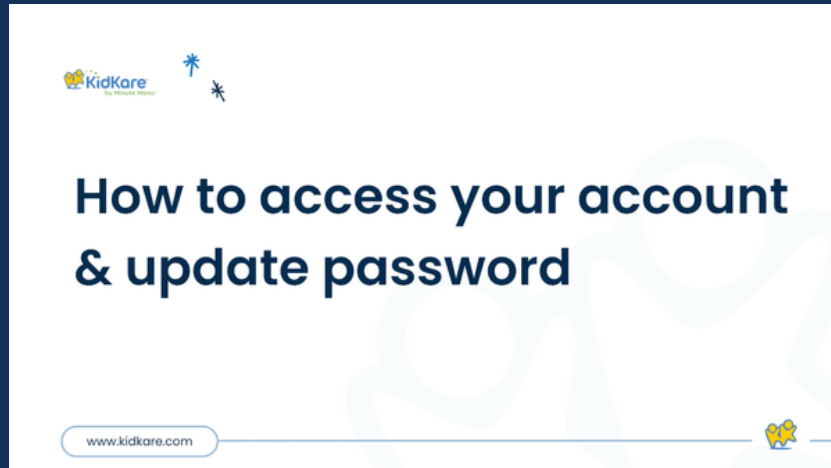 KidKare
by Minute Menu
How to access your account
& update password
www.kidkare.com